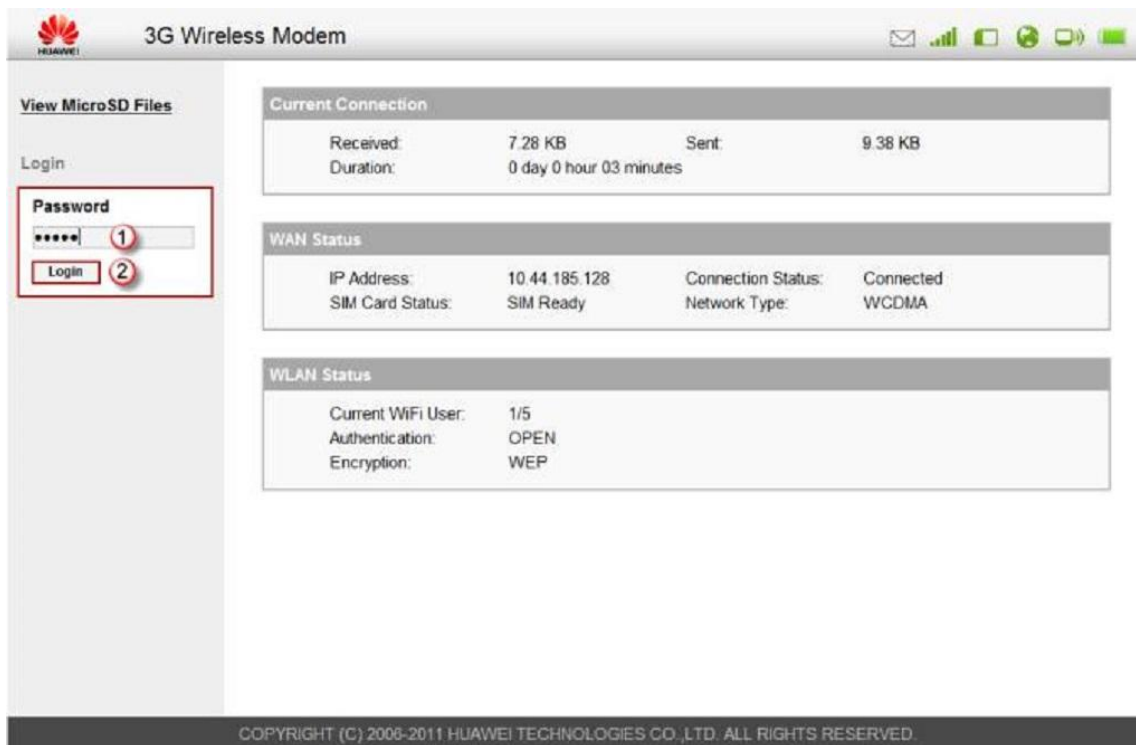 HUAWEI
3G Wireless Modem
View MicroSD Files
Login
Password
•••••
1
Login
2
Current Connection
Received: 7.28 KB Sent: 9.38 KB
Duration: 0 day 0 hour 03 minutes
WAN Status
IP Address: 10.44.185.128 Connection Status: Connected
SIM Card Status: SIM Ready Network Type: WCDMA
WLAN Status
Current WiFi User: 1/5
Authentication: OPEN
Encryption: WEP
COPYRIGHT (C) 2006-2011 HUAWEI TECHNOLOGIES CO.,LTD. ALL RIGHTS RESERVED.